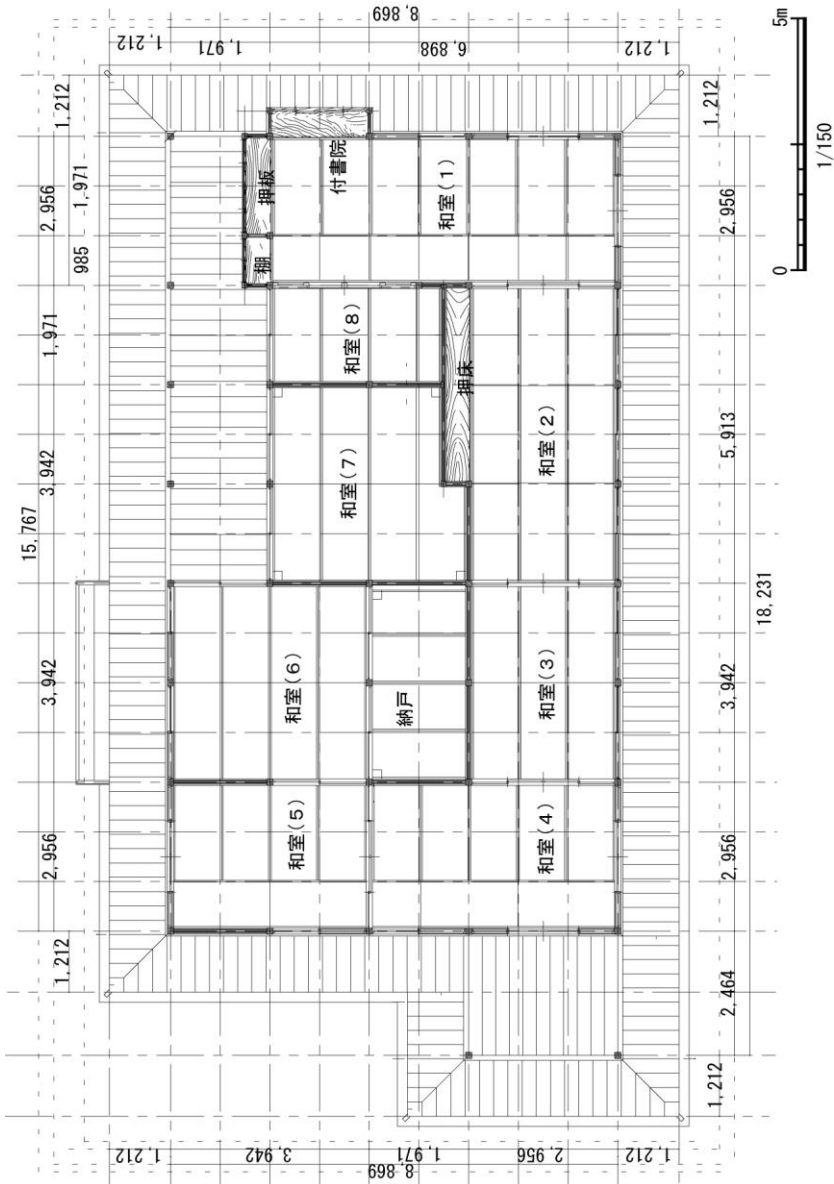 8,869
1,212
1,971
6,898
1,212
1,212
2,956
1,971
985
1,971
3,942
15,767
3,942
2,956
1,212
押板
棚
付書院
和室(1)
和室(8)
押床
和室(7)
和室(2)
和室(6)
納戸
和室(3)
和室(5)
和室(4)
1,212
2,956
5,913
18,231
3,942
2,956
2,464
1,212
1,212
3,942
1,971
2,956
1,212
8,869
0
5m
1/150